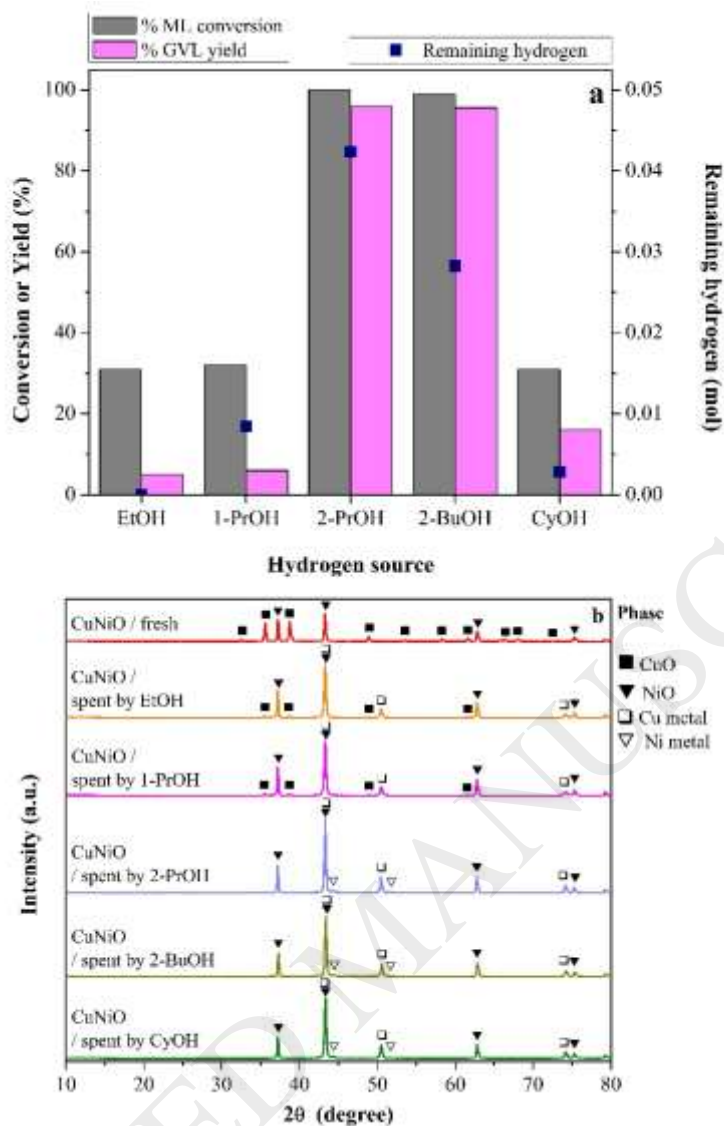 % ML conversion
% GVL yield
Remaining hydrogen
a
100
80
60
40
20
0
Conversion or Yield (%)
0.05
0.04
0.03
0.02
0.01
0.00
Remaining hydrogen (mol)
EtOH 1-PrOH 2-PrOH 2-BuOH CyOH
Hydrogen source
b
Phase
CuO
NiO
Cu metal
Ni metal
CuNiO / fresh
CuNiO /
spent by EtOH
CuNiO /
spent by 1-PrOH
CuNiO
/ spent by 2-PrOH
CuNiO
/ spent by 2-BuOH
CuNiO
/ spent by CyOH
Intensity (a.u.)
10 20 30 40 50 60 70 80
2θ (degree)